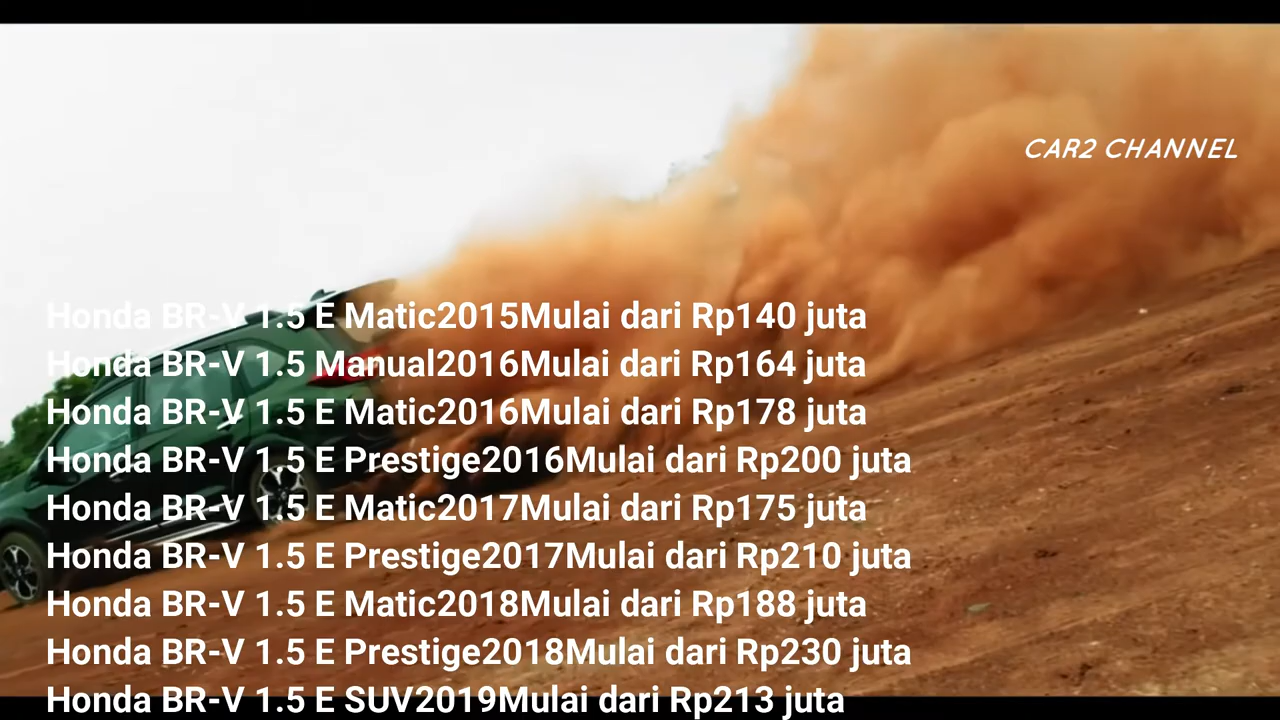 CAR2 CHANNEL
Honda BR-V 1.5 E Matic2015Mulai dari Rp140 juta
Honda BR-V 1.5 Manual2016Mulai dari Rp164 juta
Honda BR-V 1.5 E Matic2016Mulai dari Rp178 juta
Honda BR-V 1.5 E Prestige2016Mulai dari Rp200 juta
Honda BR-V 1.5 E Matic2017Mulai dari Rp175 juta
Honda BR-V 1.5 E Prestige2017Mulai dari Rp210 juta
Honda BR-V 1.5 E Matic2018Mulai dari Rp188 juta
Honda BR-V 1.5 E Prestige2018Mulai dari Rp230 juta
Honda BR-V 1.5 E SUV2019Mulai dari Rp213 juta